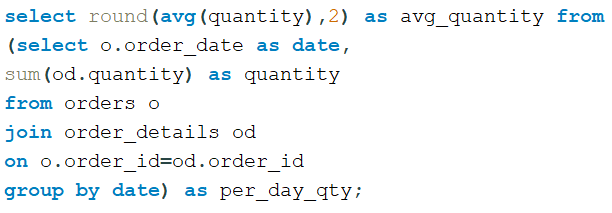 select round(avg(quantity),2) as avg_quantity from
(select o.order_date as date,
sum(od.quantity) as quantity
from orders o
join order_details od
on o.order_id=od.order_id
group by date) as per_day_qty;